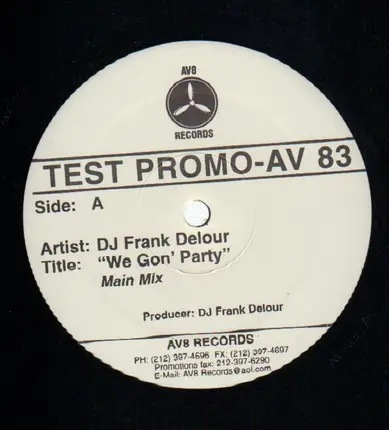 AV8
RECORDS
TEST PROMO-AV 83
Side: A
Artist: DJ Frank Delour
Title: "We Gon' Party"
Main Mix
Producer: DJ Frank Delour
AV8 RECORDS
PH: (212) 397-4696 FX: (212) 397-4697
Promotions fax: 212-397-6290
E-Mail: AV8 Records@aol.com